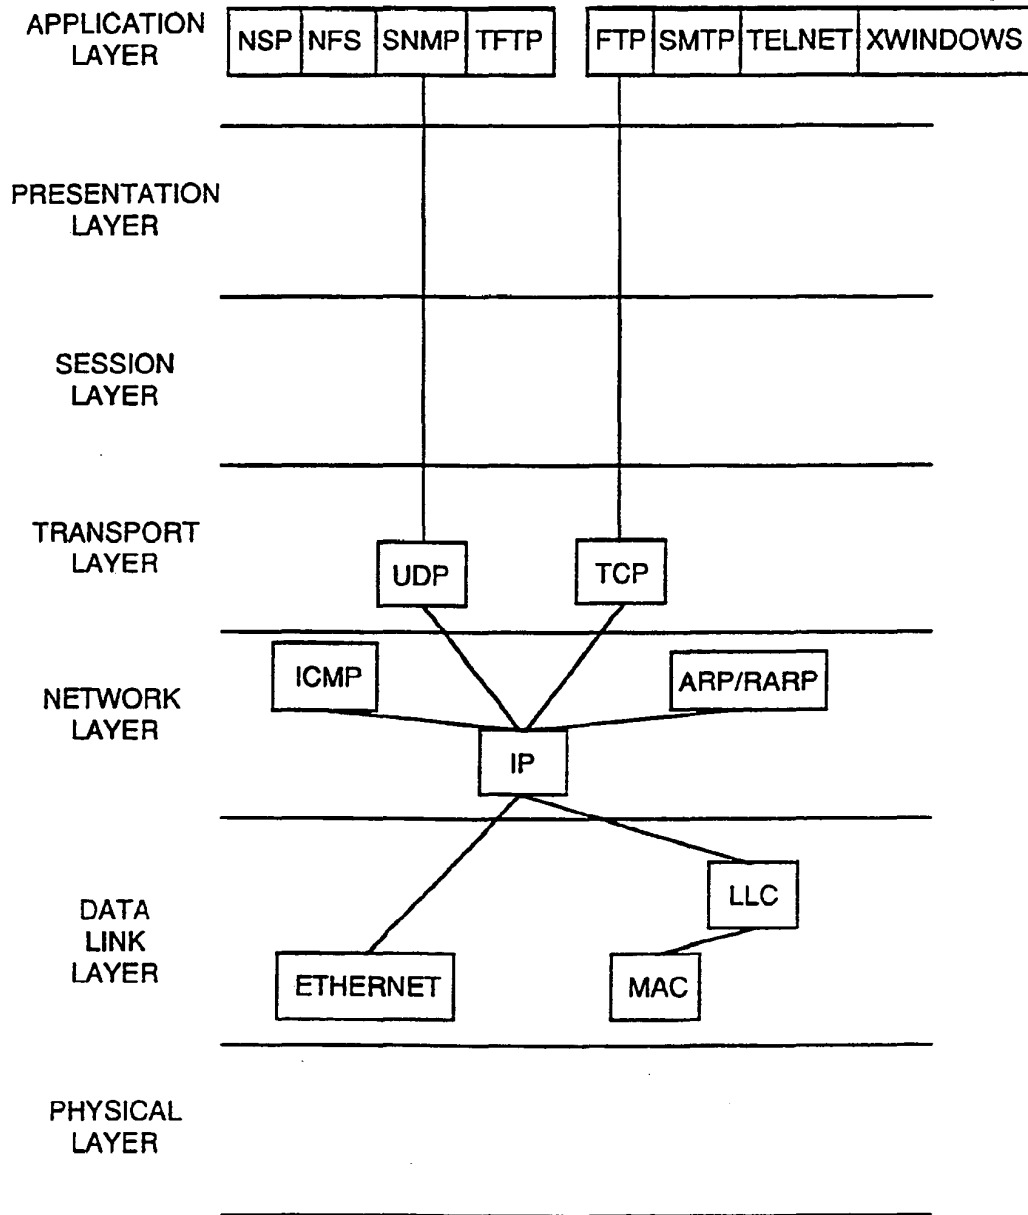 APPLICATION
LAYER
NSP NFS SNMP TFTP FTP SMTP TELNET XWINDOWS
PRESENTATION
LAYER
SESSION
LAYER
TRANSPORT
LAYER
UDP TCP
NETWORK
LAYER
ICMP ARP/RARP
IP
DATA
LINK
LAYER
LLC
ETHERNET MAC
PHYSICAL
LAYER